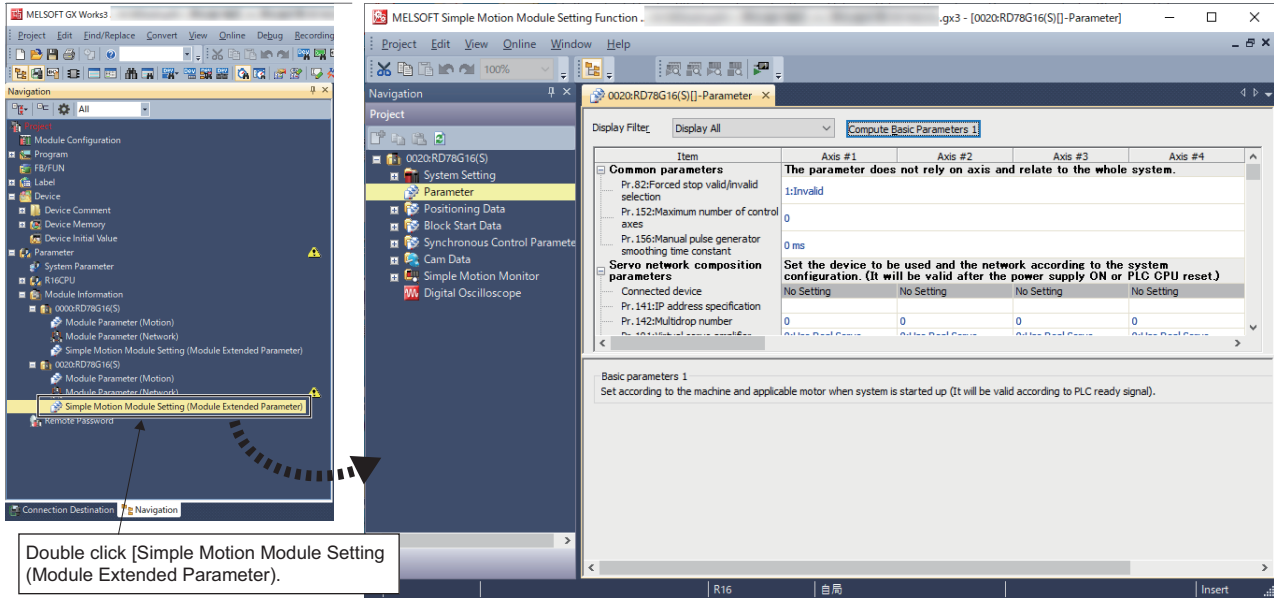 MELSOFT GX Works3
Project Edit Find/Replace Convert View Online Debug Recording
Navigation
All
Project
Module Configuration
Program
FB/FUN
Label
Device
Device Comment
Device Memory
Device Initial Value
Parameter
System Parameter
R16CPU
Module Information
0000:RD78G16(S)
Module Parameter (Motion)
Module Parameter (Network)
Simple Motion Module Setting (Module Extended Parameter)
0020:RD78G16(S)
Module Parameter (Motion)
Module Parameter (Network)
Simple Motion Module Setting (Module Extended Parameter)
Remote Password
Connection Destination Navigation
Double click [Simple Motion Module Setting
(Module Extended Parameter).
MELSOFT Simple Motion Module Setting Function . .gx3 - [0020:RD78G16(S)[]-Parameter]
Project Edit View Online Window Help
100%
Navigation
Project
0020:RD78G16(S)
System Setting
Parameter
Positioning Data
Block Start Data
Synchronous Control Paramete
Cam Data
Simple Motion Monitor
Digital Oscilloscope
0020:RD78G16(S)[]-Parameter
Display Filter Display All Compute Basic Parameters 1
Item Axis #1 Axis #2 Axis #3 Axis #4
Common parameters The parameter does not rely on axis and relate to the whole system.
Pr.82:Forced stop valid/invalid
selection 1:Invalid
Pr.152:Maximum number of control
axes 0
Pr.156:Manual pulse generator
smoothing time constant 0 ms
Servo network composition Set the device to be used and the network according to the system
parameters configuration. (It will be valid after the power supply ON or PLC CPU reset.)
Connected device No Setting No Setting No Setting No Setting
Pr.141:IP address specification
Pr.142:Multidrop number 0 0 0 0
Basic parameters 1
Set according to the machine and applicable motor when system is started up (It will be valid according to PLC ready signal).
R16 自局 Insert